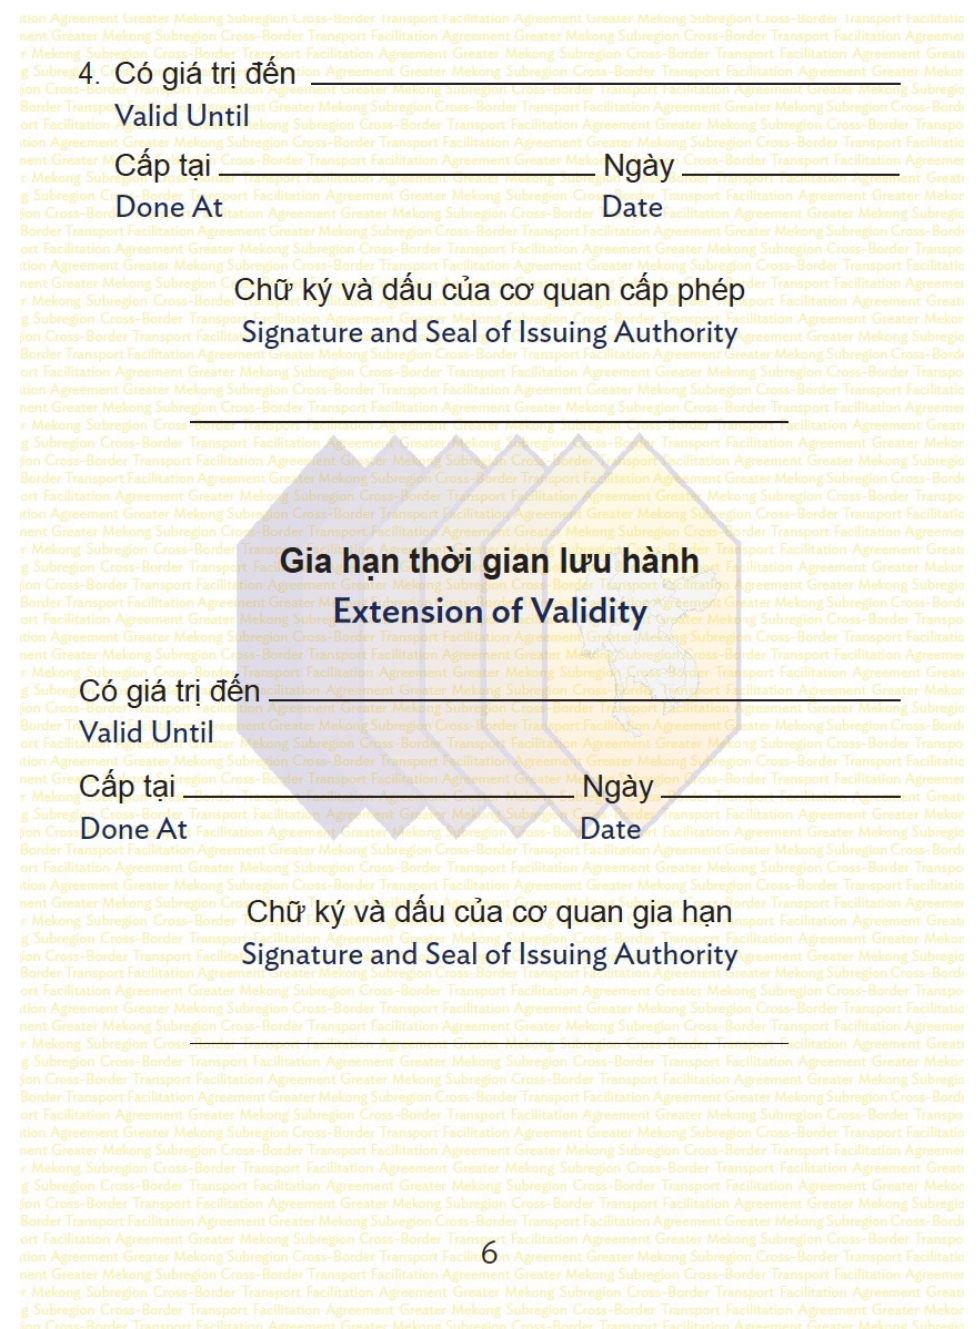 4. Có giá trị đến
Valid Until
Cấp tại Ngày
Done At Date
Chữ ký và dấu của cơ quan cấp phép
Signature and Seal of Issuing Authority
Gia hạn thời gian lưu hành
Extension of Validity
Có giá trị đến
Valid Until
Cấp tại Ngày
Done At Date
Chữ ký và dấu của cơ quan gia hạn
Signature and Seal of Issuing Authority
6